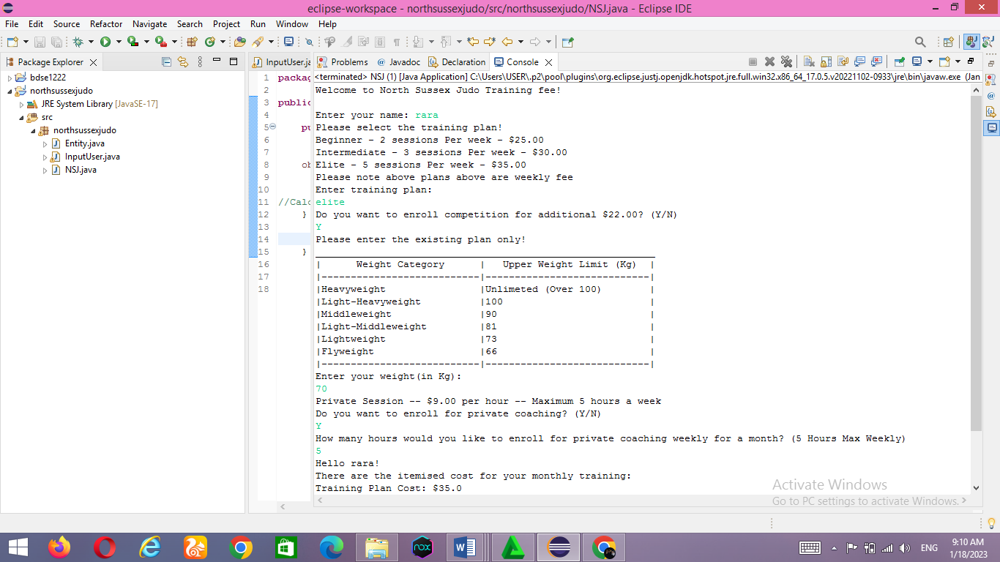 eclipse-workspace - northsussexjudo/src/northsussexjudo/NSJ.java - Eclipse IDE
File Edit Source Refactor Navigate Search Project Run Window Help
Package Explorer
InputUser.ja
Problems @ Javadoc Declaration Console
bdse1222
northsussexjudo
JRE System Library [JavaSE-17]
src
northsussexjudo
Entity.java
InputUser.java
NSJ.java
1 packag
2
3 public
4
5 pu
6
7
8 ob
9
10
11 //Calc
12 }
13
14
15 }
16
17
18
<terminated> NSJ (1) [Java Application] C:\Users\USER\.p2\pool\plugins\org.eclipse.justj.openjdk.hotspot.jre.full.win32.x86_64_17.0.5.v20221102-0933\jre\bin\javaw.exe (Jan
Welcome to North Sussex Judo Training fee!
Enter your name: rara
Please select the training plan!
Beginner - 2 sessions Per week - $25.00
Intermediate - 3 sessions Per week - $30.00
Elite - 5 sessions Per week - $35.00
Please note above plans above are weekly fee
Enter training plan:
elite
Do you want to enroll competition for additional $22.00? (Y/N)
Y
Please enter the existing plan only!
| Weight Category | Upper Weight Limit (Kg) |
|---------------------------|----------------------------|
|Heavyweight |Unlimeted (Over 100) |
|Light-Heavyweight |100 |
|Middleweight |90 |
|Light-Middleweight |81 |
|Lightweight |73 |
|Flyweight |66 |
|---------------------------|----------------------------|
Enter your weight(in Kg):
70
Private Session -- $9.00 per hour -- Maximum 5 hours a week
Do you want to enroll for private coaching? (Y/N)
Y
How many hours would you like to enroll for private coaching weekly for a month? (5 Hours Max Weekly)
5
Hello rara!
There are the itemised cost for your monthly training:
Training Plan Cost: $35.0
Activate Windows
Go to PC settings to activate Windows.
nox
ENG
9:10 AM
1/18/2023